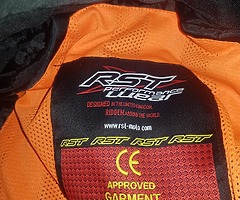 RST
Performance
Wear
DESIGNED IN THE UNITED KINGDOM
RIDDEN AROUND THE WORLD
www.rst-moto.com
RST RST RST RST
CE
APPROVED
GARMENT